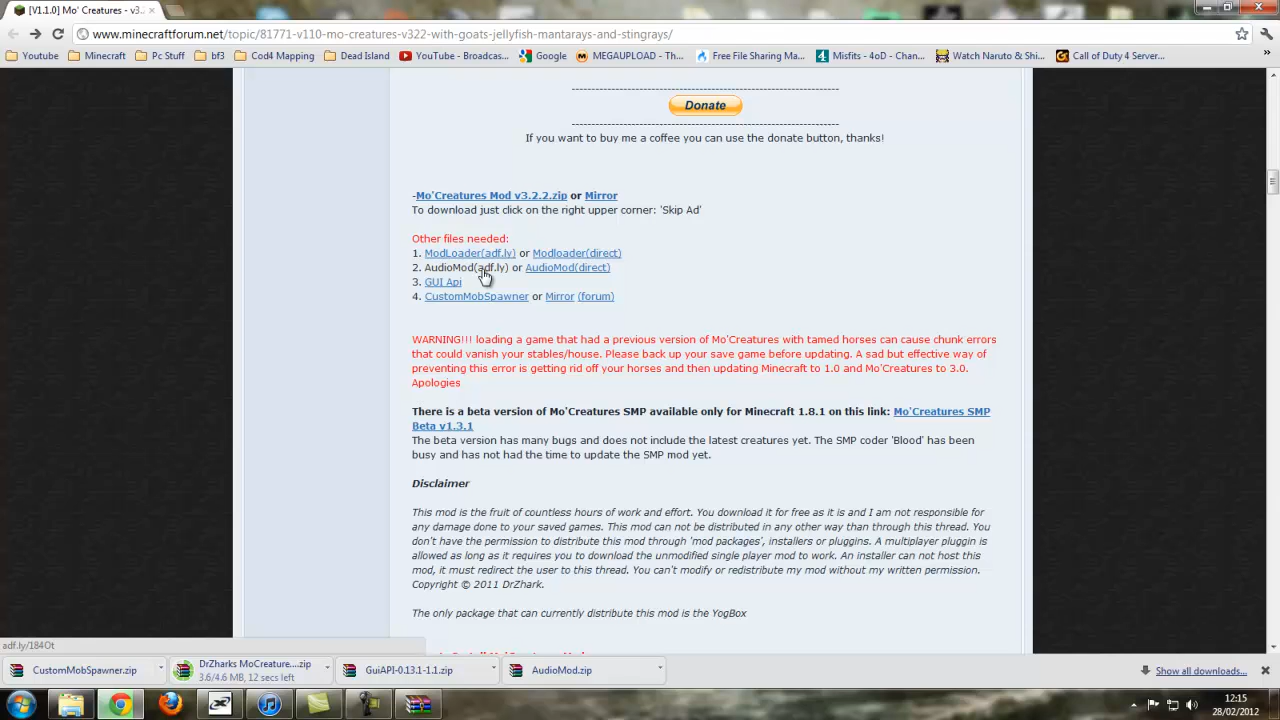 [V1.1.0] Mo' Creatures - v3...
www.minecraftforum.net/topic/81771-v110-mo-creatures-v322-with-goats-jellyfish-mantarays-and-stingrays/
Youtube Minecraft Pc Stuff bf3 Cod4 Mapping Dead Island YouTube - Broadcas... Google MEGAUPLOAD - Th... Free File Sharing Ma... Misfits - 4oD - Chan... Watch Naruto & Shi... Call of Duty 4 Server... »
Donate
If you want to buy me a coffee you can use the donate button, thanks!
-Mo'Creatures Mod v3.2.2.zip or Mirror
To download just click on the right upper corner: 'Skip Ad'
Other files needed:
1. ModLoader(adf.ly) or Modloader(direct)
2. AudioMod(adf.ly) or AudioMod(direct)
3. GUI Api
4. CustomMobSpawner or Mirror (forum)
WARNING!!! loading a game that had a previous version of Mo'Creatures with tamed horses can cause chunk errors
that could vanish your stables/house. Please back up your save game before updating. A sad but effective way of
preventing this error is getting rid off your horses and then updating Minecraft to 1.0 and Mo'Creatures to 3.0.
Apologies
There is a beta version of Mo'Creatures SMP available only for Minecraft 1.8.1 on this link: Mo'Creatures SMP
Beta v1.3.1
The beta version has many bugs and does not include the latest creatures yet. The SMP coder 'Blood' has been
busy and has not had the time to update the SMP mod yet.
Disclaimer
This mod is the fruit of countless hours of work and effort. You download it for free as it is and I am not responsible for
any damage done to your saved games. This mod can not be distributed in any other way than through this thread. You
don't have the permission to distribute this mod through 'mod packages', installers or pluggins. A multiplayer pluggin is
allowed as long as it requires you to download the unmodified single player mod to work. An installer can not host this
mod, it must redirect the user to this thread. You can't modify or redistribute my mod without my written permission.
Copyright © 2011 DrZhark.
The only package that can currently distribute this mod is the YogBox
adf.ly/184Ot
CustomMobSpawner.zip DrZharks MoCreature....zip GuiAPI-0.13.1-1.1.zip AudioMod.zip Show all downloads...
3.6/4.6 MB, 12 secs left
12:15
28/02/2012